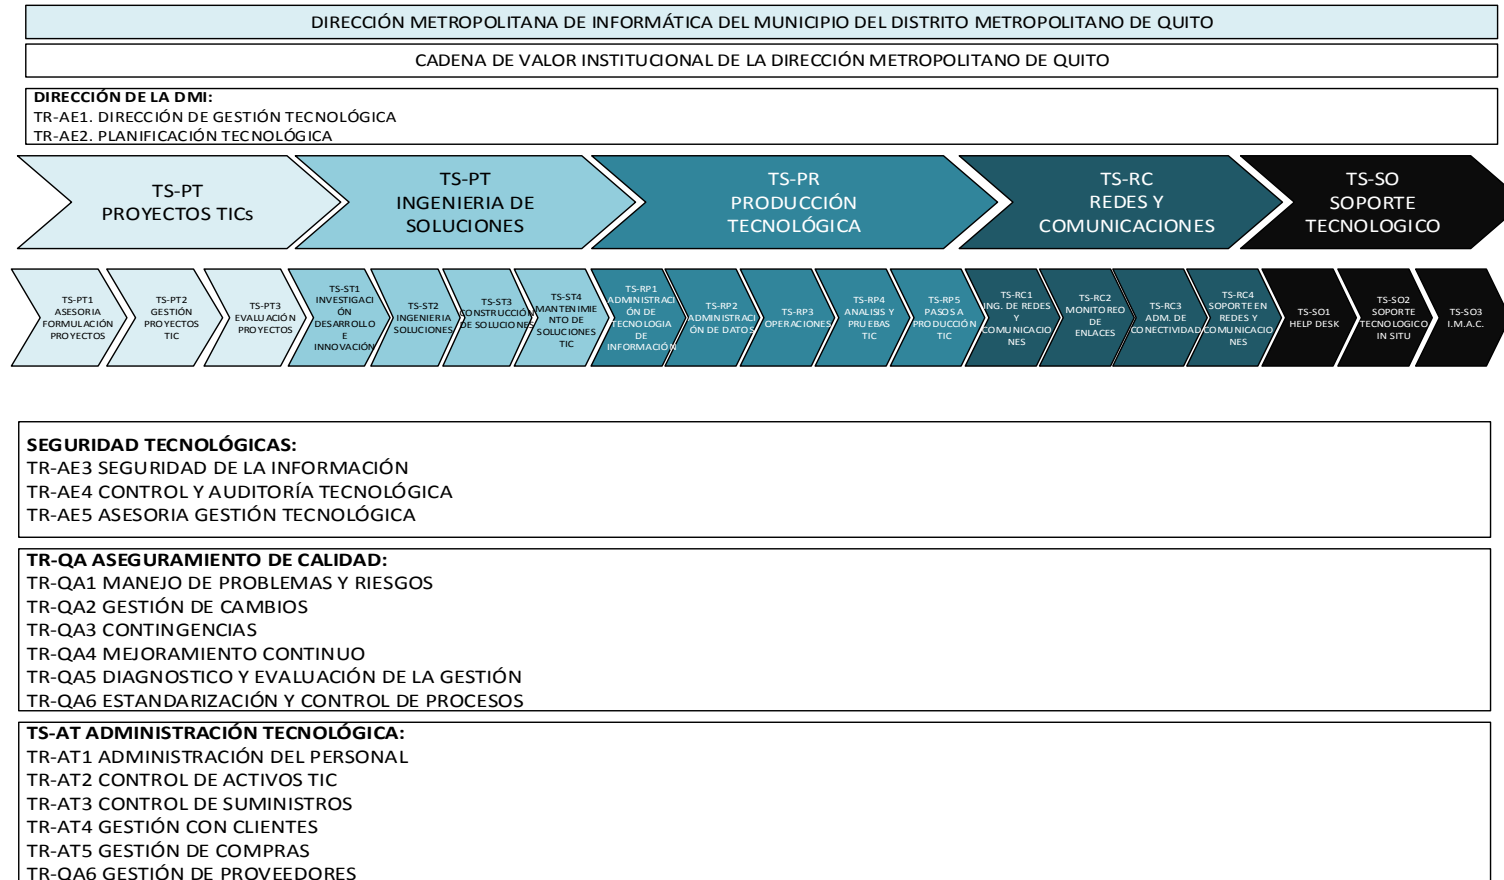 DIRECCIÓN METROPOLITANA DE INFORMÁTICA DEL MUNICIPIO DEL DISTRITO METROPOLITANO DE QUITO
CADENA DE VALOR INSTITUCIONAL DE LA DIRECCIÓN METROPOLITANO DE QUITO
DIRECCIÓN DE LA DMI:
TR-AE1. DIRECCIÓN DE GESTIÓN TECNOLÓGICA
TR-AE2. PLANIFICACIÓN TECNOLÓGICA
TS-PT
PROYECTOS TICs
TS-PT
INGENIERIA DE
SOLUCIONES
TS-PR
PRODUCCIÓN
TECNOLÓGICA
TS-RC
REDES Y
COMUNICACIONES
TS-SO
SOPORTE
TECNOLOGICO
TS-PT1
ASESORIA
FORMULACIÓN
PROYECTOS
TS-PT2
GESTIÓN
PROYECTOS
TIC
TS-PT3
EVALUACIÓN
PROYECTOS
TS-ST1
INVESTIGACI
ÓN
DESARROLLO
E
INNOVACIÓN
TS-ST2
INGENIERIA
SOLUCIONES
TS-ST3
CONSTRUCCIÓN
DE SOLUCIONES
TS-ST4
MANTENIMIE
NTO DE
SOLUCIONES
TIC
TS-RP1
ADMINISTRACI
ÓN DE
TECNOLOGIA
DE
INFORMACIÓN
TS-RP2
ADMINISTRACI
ÓN DE DATOS
TS-RP3
OPERACIONES
TS-RP4
ANALISIS Y
PRUEBAS
TIC
TS-RP5
PASOS A
PRODUCCIÓN
TIC
TS-RC1
ING. DE REDES
Y
COMUNICACIO
NES
TS-RC2
MONITOREO
DE
ENLACES
TS-RC3
ADM. DE
CONECTIVIDAD
TS-RC4
SOPORTE EN
REDES Y
COMUNICACIO
NES
TS-SO1
HELP DESK
TS-SO2
SOPORTE
TECNOLOGICO
IN SITU
TS-SO3
I.M.A.C.
SEGURIDAD TECNOLÓGICAS:
TR-AE3 SEGURIDAD DE LA INFORMACIÓN
TR-AE4 CONTROL Y AUDITORÍA TECNOLÓGICA
TR-AE5 ASESORIA GESTIÓN TECNOLÓGICA
TR-QA ASEGURAMIENTO DE CALIDAD:
TR-QA1 MANEJO DE PROBLEMAS Y RIESGOS
TR-QA2 GESTIÓN DE CAMBIOS
TR-QA3 CONTINGENCIAS
TR-QA4 MEJORAMIENTO CONTINUO
TR-QA5 DIAGNOSTICO Y EVALUACIÓN DE LA GESTIÓN
TR-QA6 ESTANDARIZACIÓN Y CONTROL DE PROCESOS
TS-AT ADMINISTRACIÓN TECNOLÓGICA:
TR-AT1 ADMINISTRACIÓN DEL PERSONAL
TR-AT2 CONTROL DE ACTIVOS TIC
TR-AT3 CONTROL DE SUMINISTROS
TR-AT4 GESTIÓN CON CLIENTES
TR-AT5 GESTIÓN DE COMPRAS
TR-QA6 GESTIÓN DE PROVEEDORES